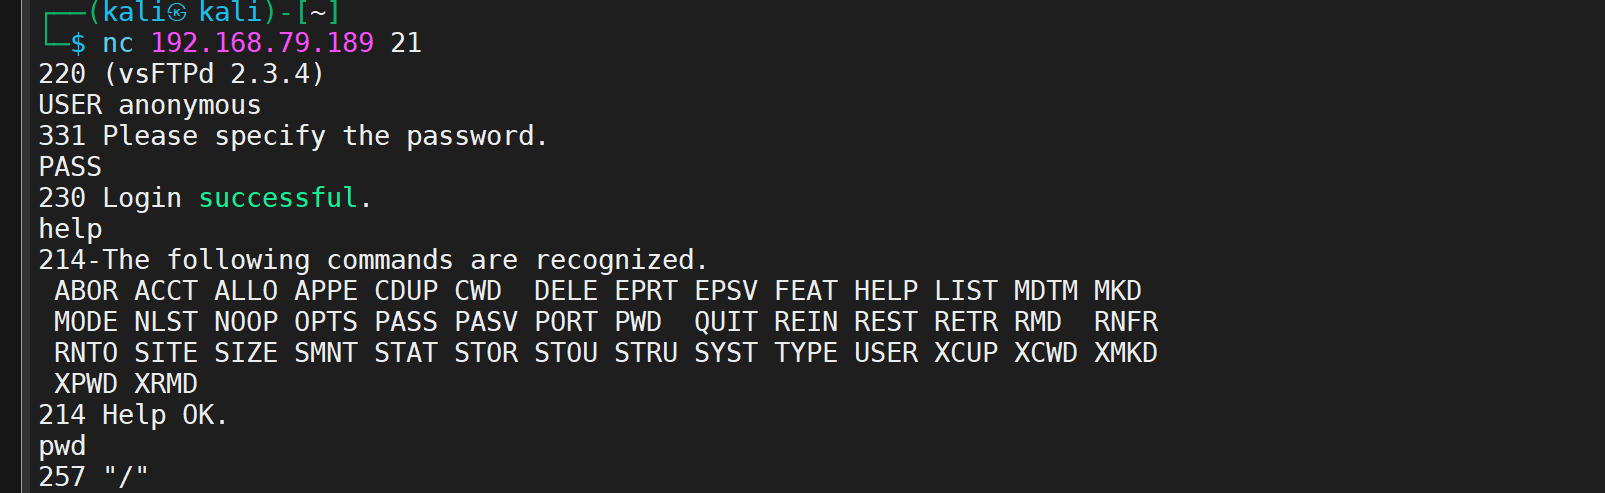 ┌──(kali㉿kali)-[~]
└─$ nc 192.168.79.189 21
220 (vsFTPd 2.3.4)
USER anonymous
331 Please specify the password.
PASS
230 Login successful.
help
214-The following commands are recognized.
 ABOR ACCT ALLO APPE CDUP CWD  DELE EPRT EPSV FEAT HELP LIST MDTM MKD
 MODE NLST NOOP OPTS PASS PASV PORT PWD  QUIT REIN REST RETR RMD  RNFR
 RNTO SITE SIZE SMNT STAT STOR STOU STRU SYST TYPE USER XCUP XCWD XMKD
 XPWD XRMD
214 Help OK.
pwd
257 "/"